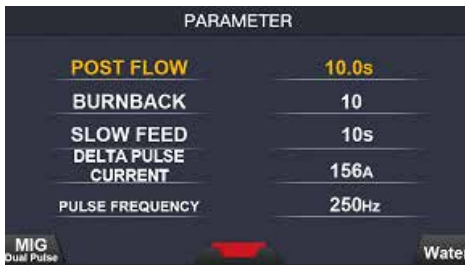 PARAMETER
POST FLOW 10.0s
BURNBACK 10
SLOW FEED 10s
DELTA PULSE
CURRENT 156A
PULSE FREQUENCY 250Hz
MIG
Dual Pulse
Water